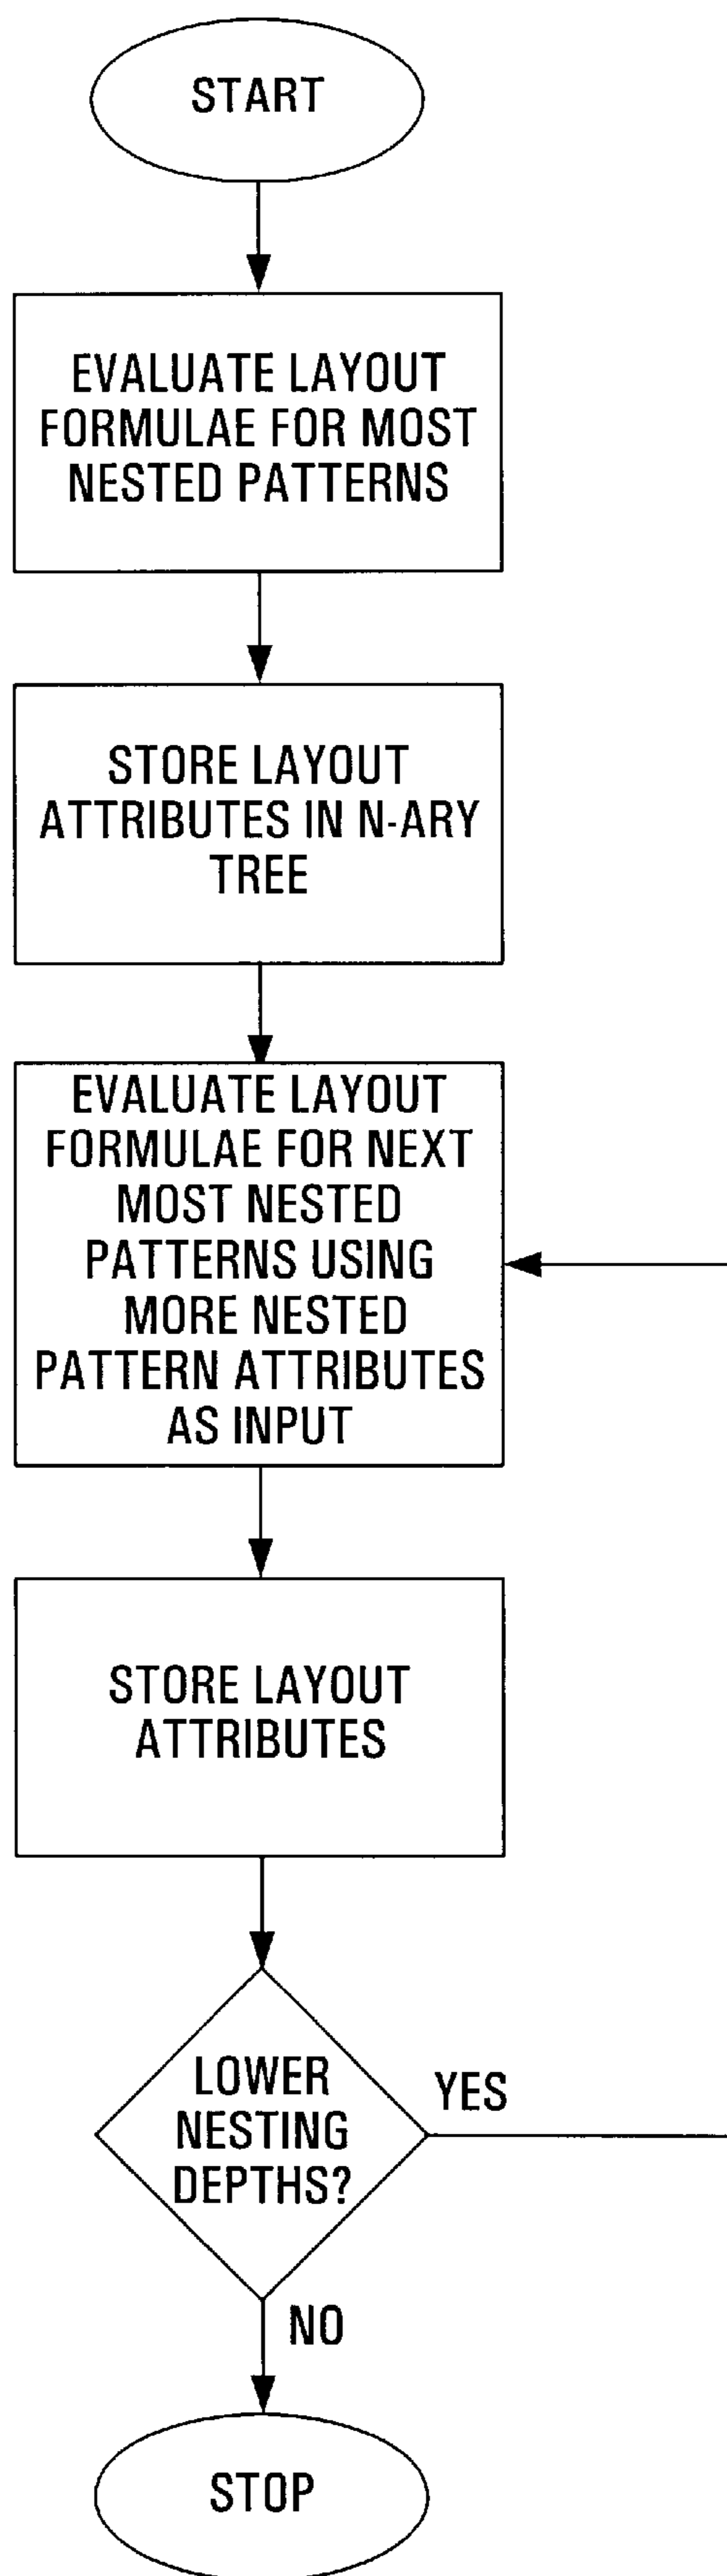 START
EVALUATE LAYOUT
FORMULAE FOR MOST
NESTED PATTERNS
STORE LAYOUT
ATTRIBUTES IN N-ARY
TREE
EVALUATE LAYOUT
FORMULAE FOR NEXT
MOST NESTED
PATTERNS USING
MORE NESTED
PATTERN ATTRIBUTES
AS INPUT
STORE LAYOUT
ATTRIBUTES
LOWER
NESTING
DEPTHS?
YES
NO
STOP